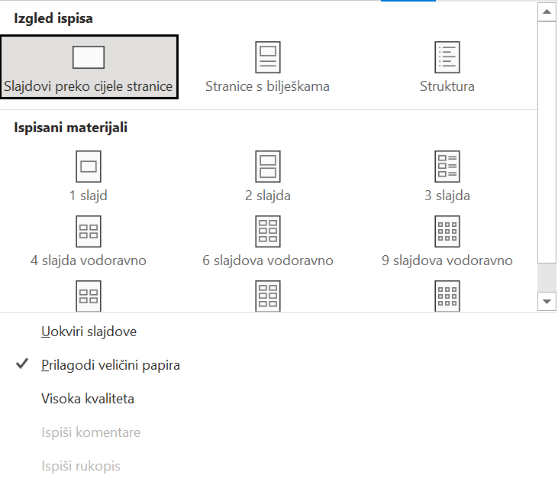 Izgled ispisa
Slajdovi preko cijele stranice
Stranice s bilješkama
Struktura
Ispisani materijali
1 slajd
2 slajda
3 slajda
4 slajda vodoravno
6 slajdova vodoravno
9 slajdova vodoravno
Uokviri slajdove
Prilagodi veličini papira
Visoka kvaliteta
Ispiši komentare
Ispiši rukopis